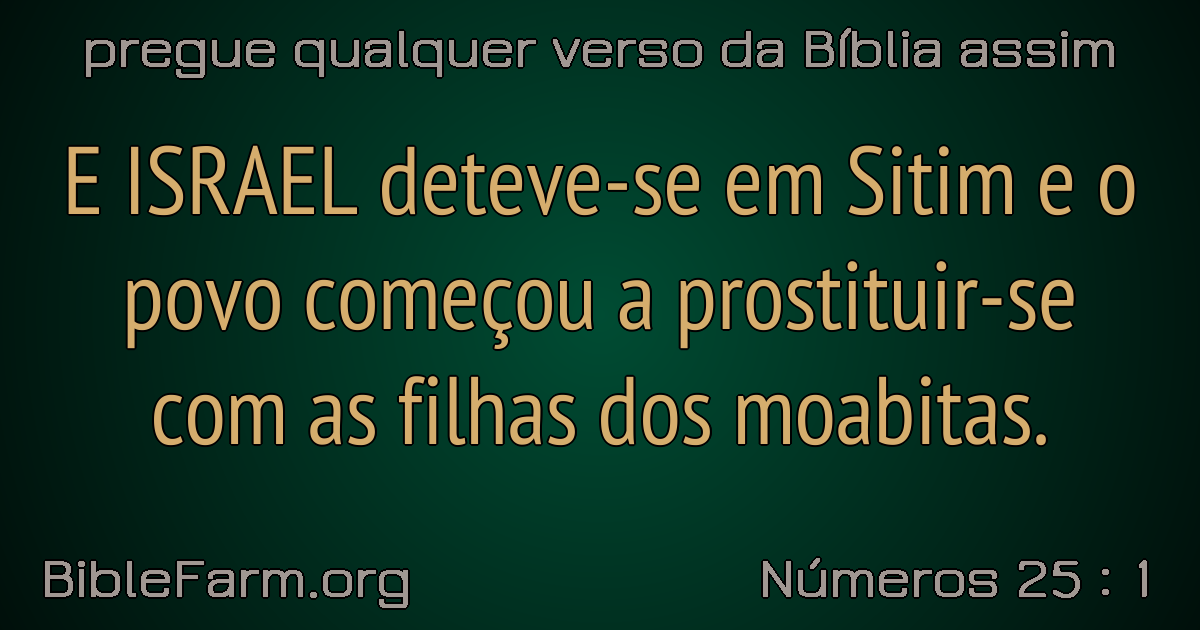 pregue qualquer verso da Bíblia assim
E ISRAEL deteve-se em Sitim e o
povo começou a prostituir-se
com as filhas dos moabitas.
BibleFarm.org
Números 25 : 1